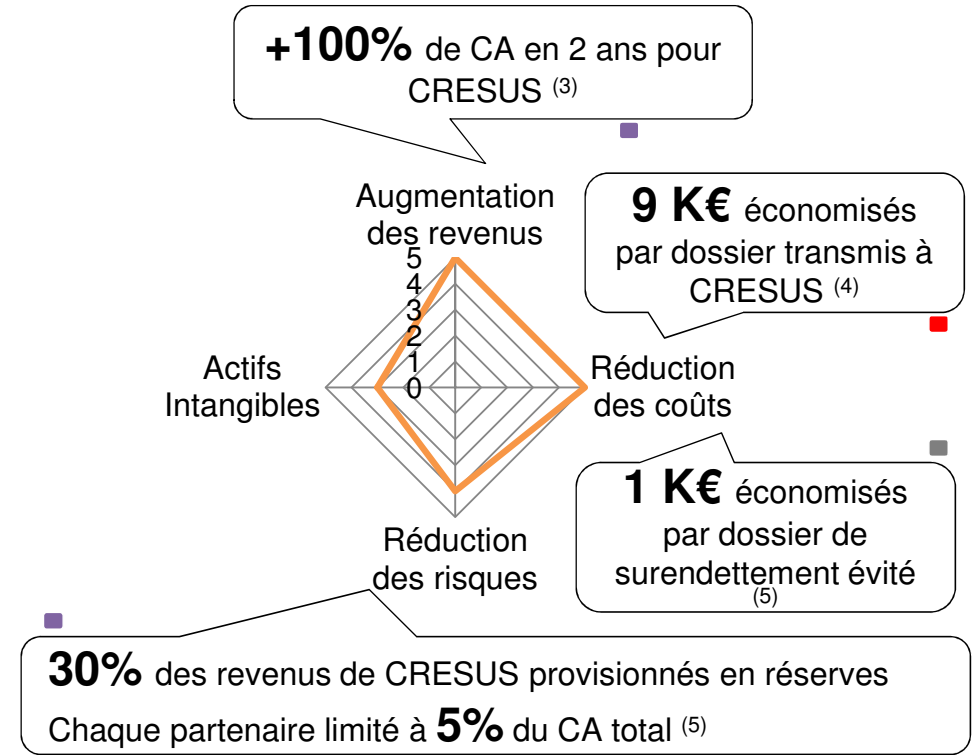 +100% de CA en 2 ans pour
CRESUS (3)
Augmentation
des revenus
9 K€ économisés
par dossier transmis à
CRESUS (4)
5
4
3
2
1
0
Actifs
Intangibles
Réduction
des coûts
1 K€ économisés
par dossier de
surendettement évité
(5)
Réduction
des risques
30% des revenus de CRESUS provisionnés en réserves
Chaque partenaire limité à 5% du CA total (5)